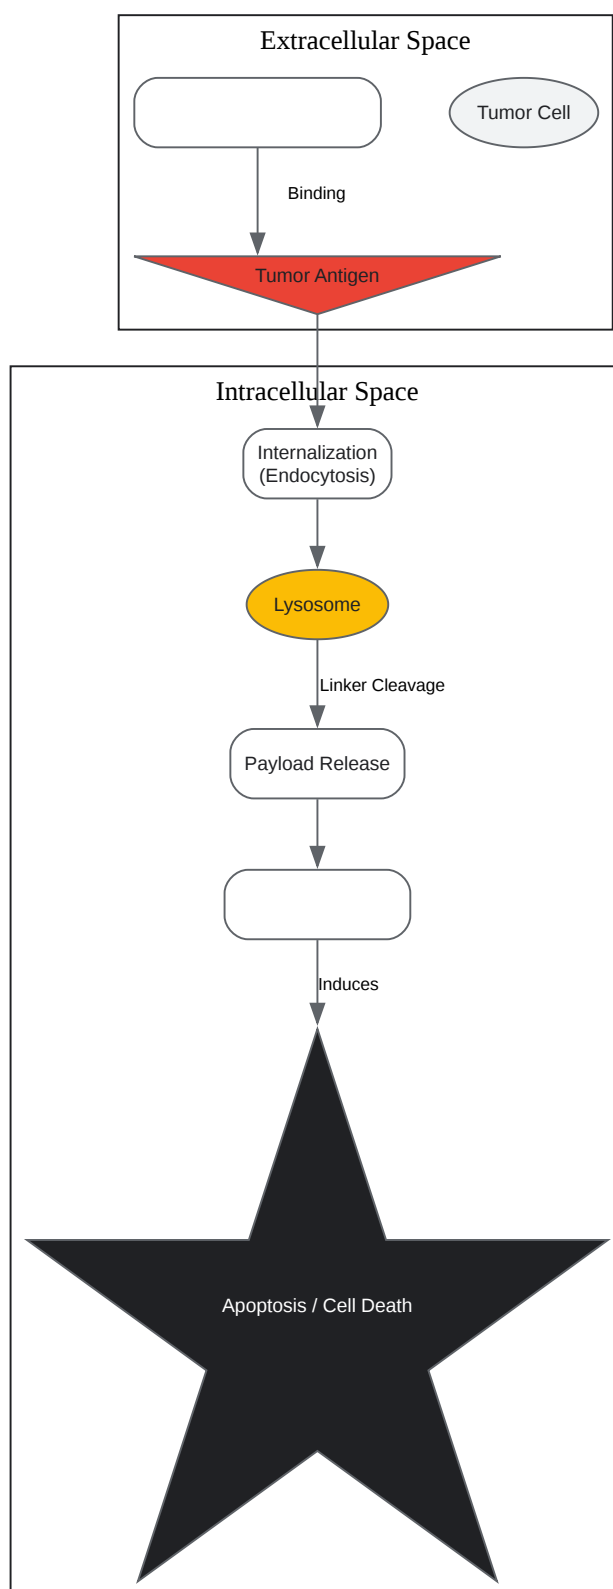 Extracellular Space
Tumor Cell
Binding
Tumor Antigen
Intracellular Space
Internalization
(Endocytosis)
Lysosome
Linker Cleavage
Payload Release
Induces
Apoptosis / Cell Death